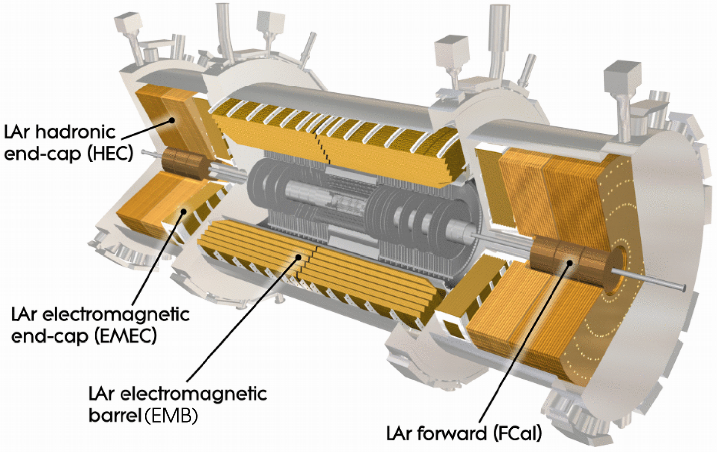 LAr hadronic
end-cap (HEC)
LAr electromagnetic
end-cap (EMEC)
LAr electromagnetic
barrel (EMB)
LAr forward (FCal)